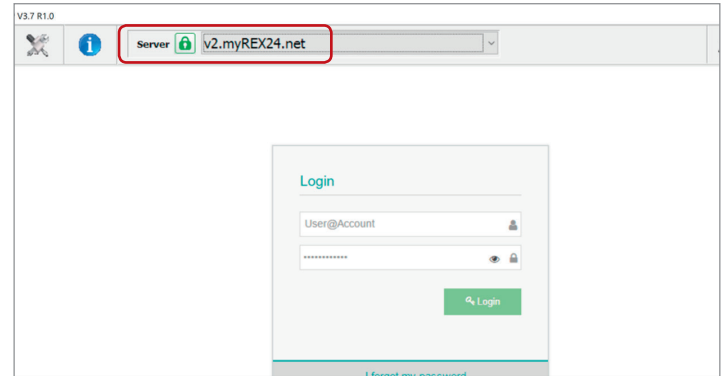 V3.7 R1.0
Server v2.myREX24.net
Login
User@Account
••••••••••••
Login
I forgot my password